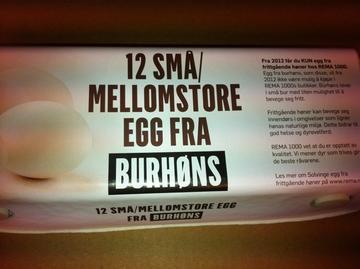 12 SMÅ/
MELLOMSTORE
EGG FRA
BURHØNS
12 SMÅ/MELLOMSTORE EGG
FRA BURHØNS
Fra 2013 får du KUN egg fra
frittgående høner hos REMA 1000.
Egg fra burhøns, som disse, vil fra
2012 ikke være mulig å kjøpe i
REMA 1000s butikker. Burhøns lever
i små bur med liten mulighet til å
bevege seg fritt.
Frittgående høner kan bevege seg
innendørs i omgivelser som ligner
hønas naturlige miljø. Dette bidrar til
god helse og dyrevelferd.
REMA 1000 vet at du er opptatt av
kvalitet. Vi mener dyr som trives gir
de beste råvarene.
Les mer om Solvinge egg fra
frittgående høner på www.rema.